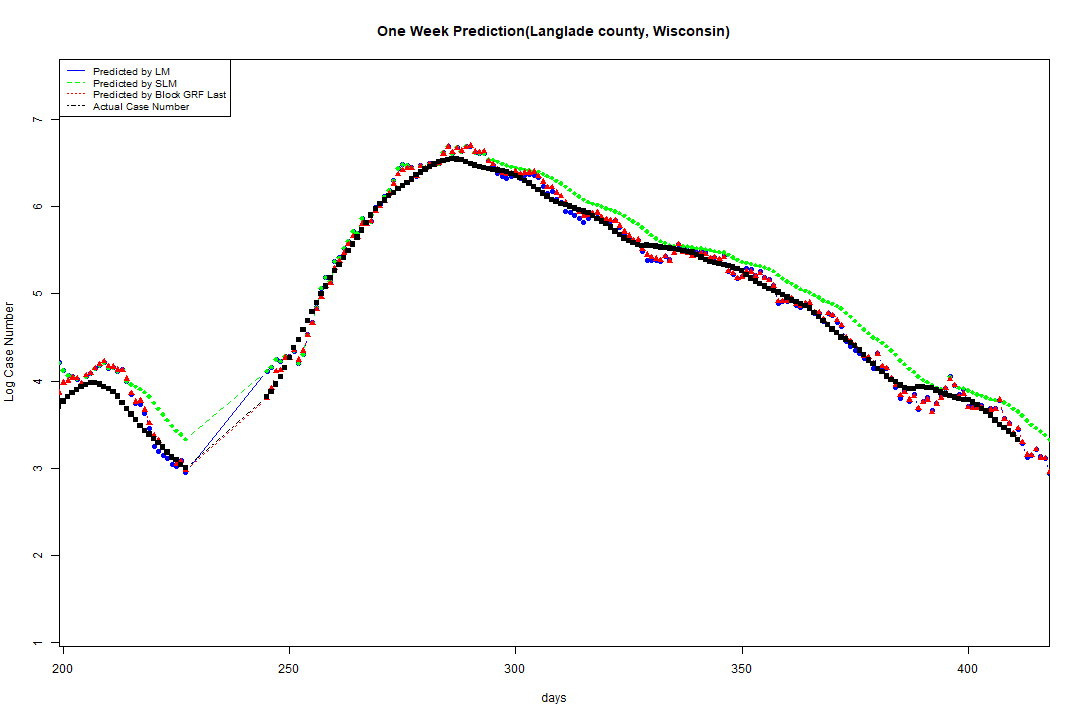 One Week Prediction(Langlade county, Wisconsin)
Predicted by LM
Predicted by SLM
Predicted by Block GRF Last
Actual Case Number
7
6
5
4
3
2
1
Log Case Number
200 250 300 350 400
days